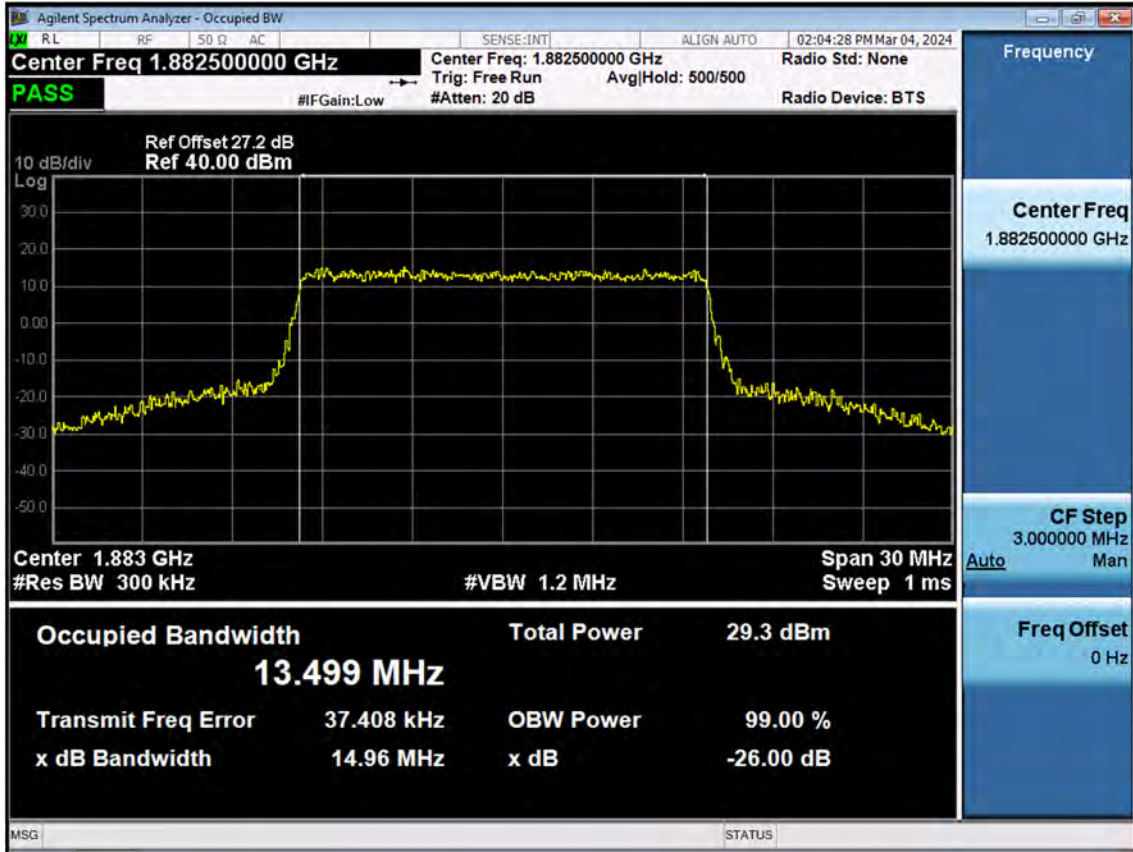 Agilent Spectrum Analyzer - Occupied BW
LXI RL RF 50 Ω AC SENSE:INT ALIGN AUTO 02:04:28 PM Mar 04, 2024
Center Freq 1.882500000 GHz
Center Freq: 1.882500000 GHz
Radio Std: None
Trig: Free Run Avg|Hold: 500/500
PASS
#IFGain:Low
#Atten: 20 dB
Radio Device: BTS
Ref Offset 27.2 dB
10 dB/div Ref 40.00 dBm
Log
30.0
20.0
10.0
0.00
-10.0
-20.0
-30.0
-40.0
-50.0
Center 1.883 GHz Span 30 MHz
#Res BW 300 kHz #VBW 1.2 MHz Sweep 1 ms
Occupied Bandwidth Total Power 29.3 dBm
13.499 MHz
Transmit Freq Error 37.408 kHz OBW Power 99.00 %
x dB Bandwidth 14.96 MHz x dB -26.00 dB
MSG STATUS
Frequency
Center Freq
1.882500000 GHz
CF Step
3.000000 MHz
Auto Man
Freq Offset
0 Hz